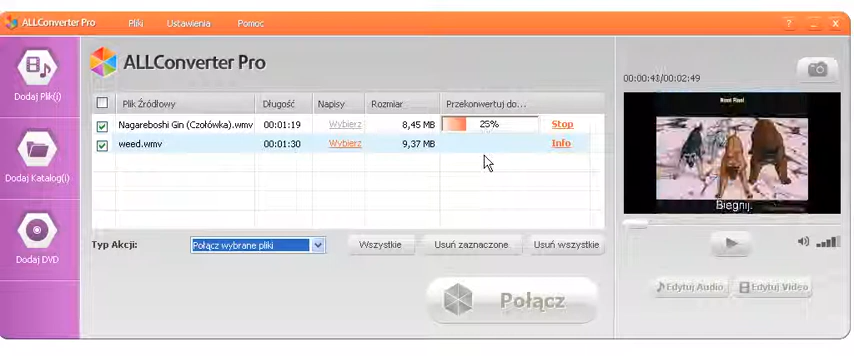 ALLConverter Pro Pliki Ustawienia Pomoc ? _ X
ALLConverter Pro
Dodaj Plik(i)
Dodaj Katalog(i)
Dodaj DVD
Plik Źródłowy Długość Napisy Rozmiar Przekonwertuj do...
Nagareboshi Gin (Czołówka).wmv 00:01:19 Wybierz 8,45 MB 25% Stop
weed.wmv 00:01:30 Wybierz 9,37 MB Info
Typ Akcji: Połącz wybrane pliki Wszystkie Usuń zaznaczone Usuń wszystkie
Połącz
00:00:41/00:02:49
Biegnij.
Edytuj Audio Edytuj Video